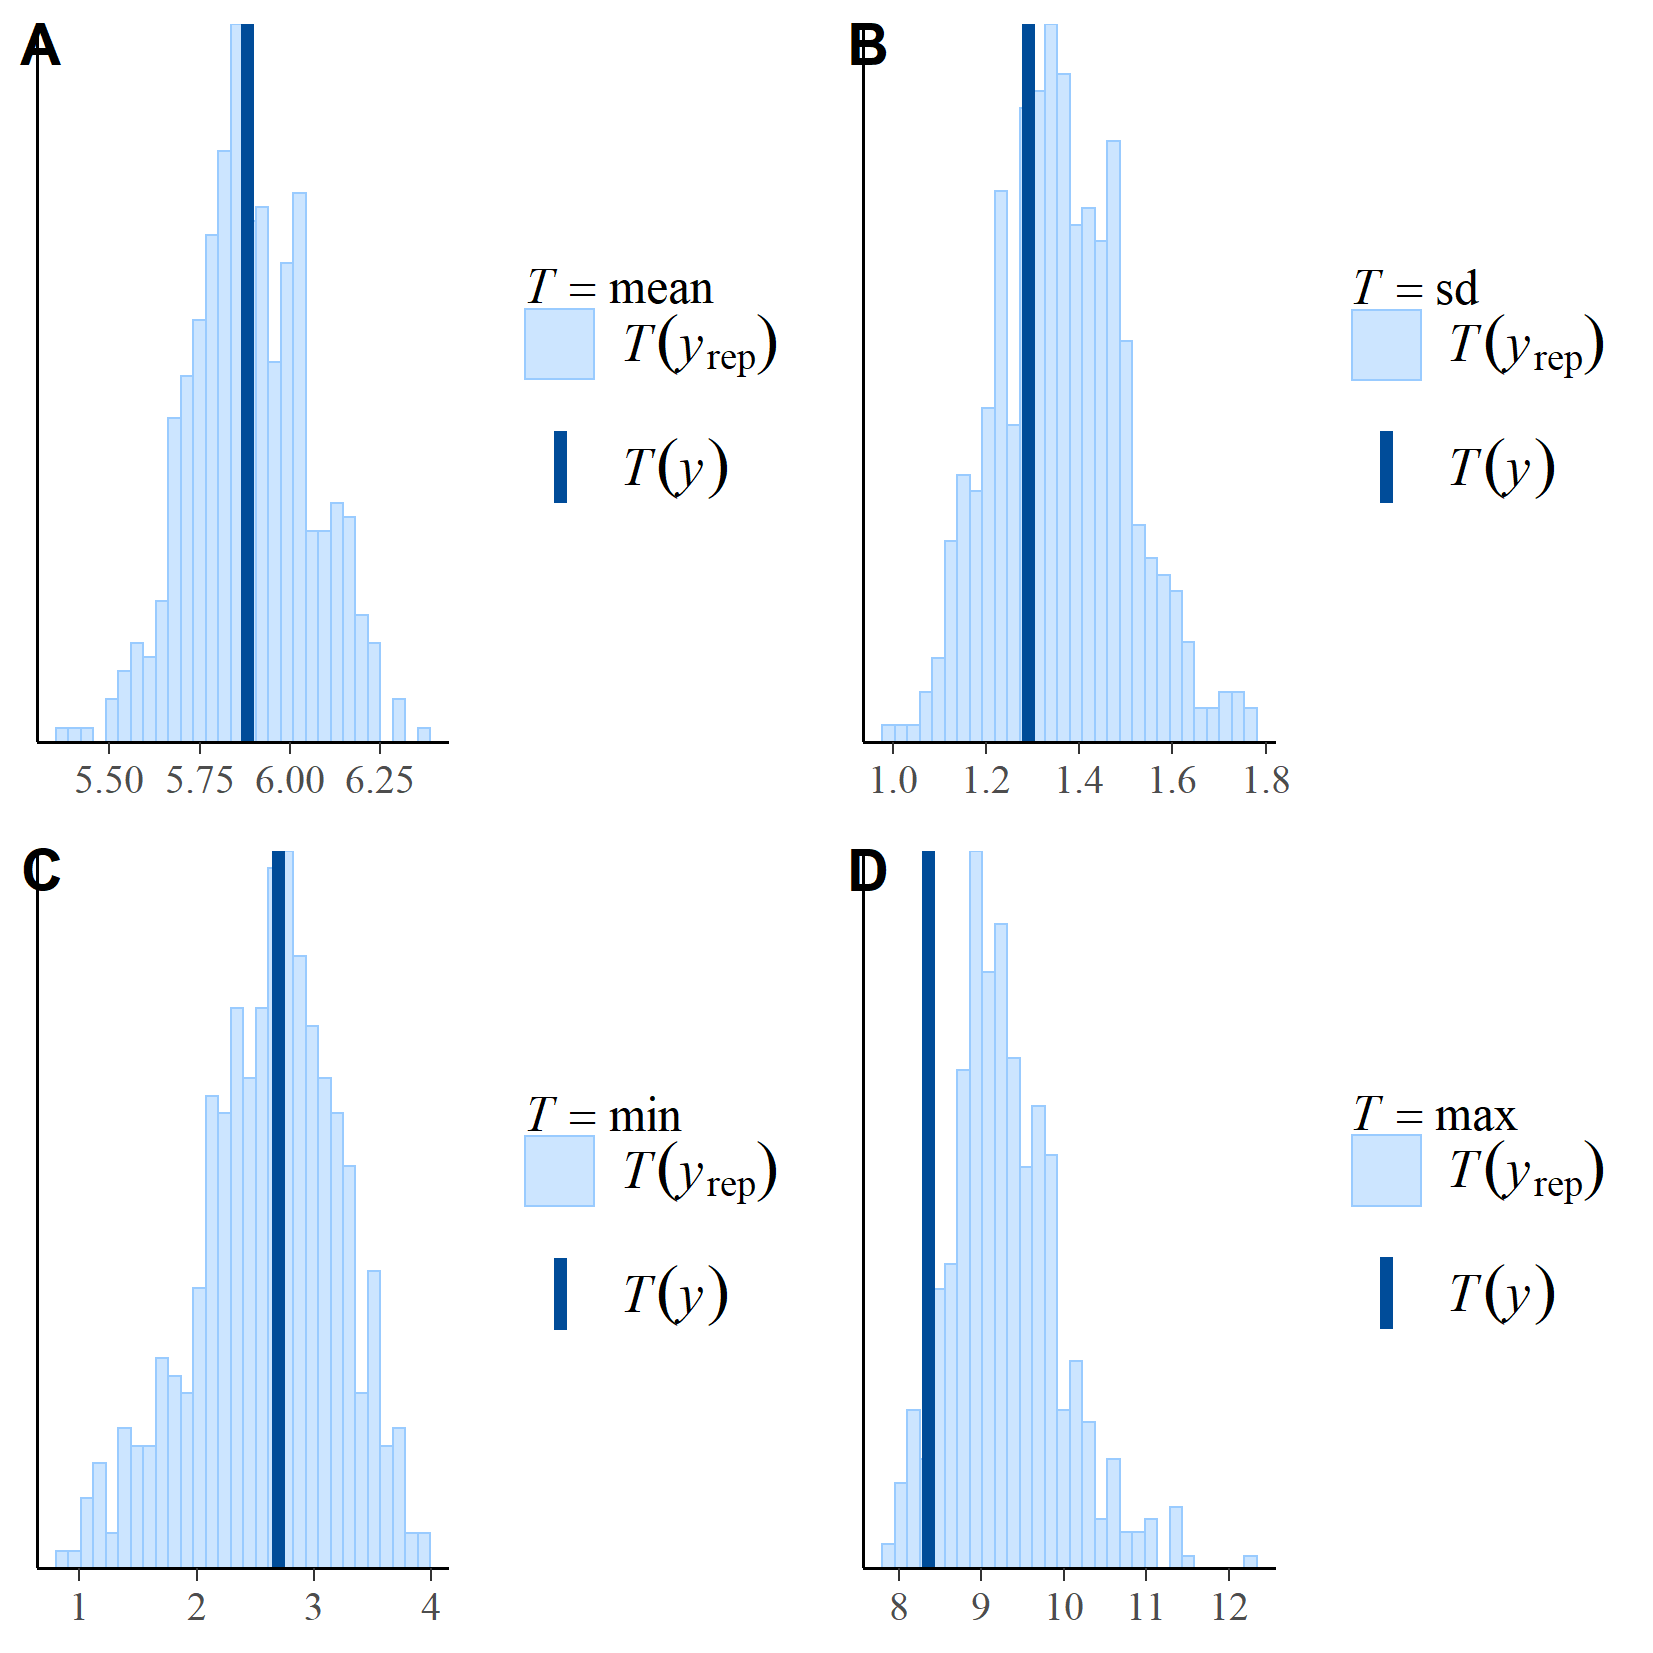 A
T = mean
T(yrep)
T(y)
5.50 5.75 6.00 6.25
B
T = sd
T(yrep)
T(y)
1.0 1.2 1.4 1.6 1.8
C
T = min
T(yrep)
T(y)
1 2 3 4
D
T = max
T(yrep)
T(y)
8 9 10 11 12